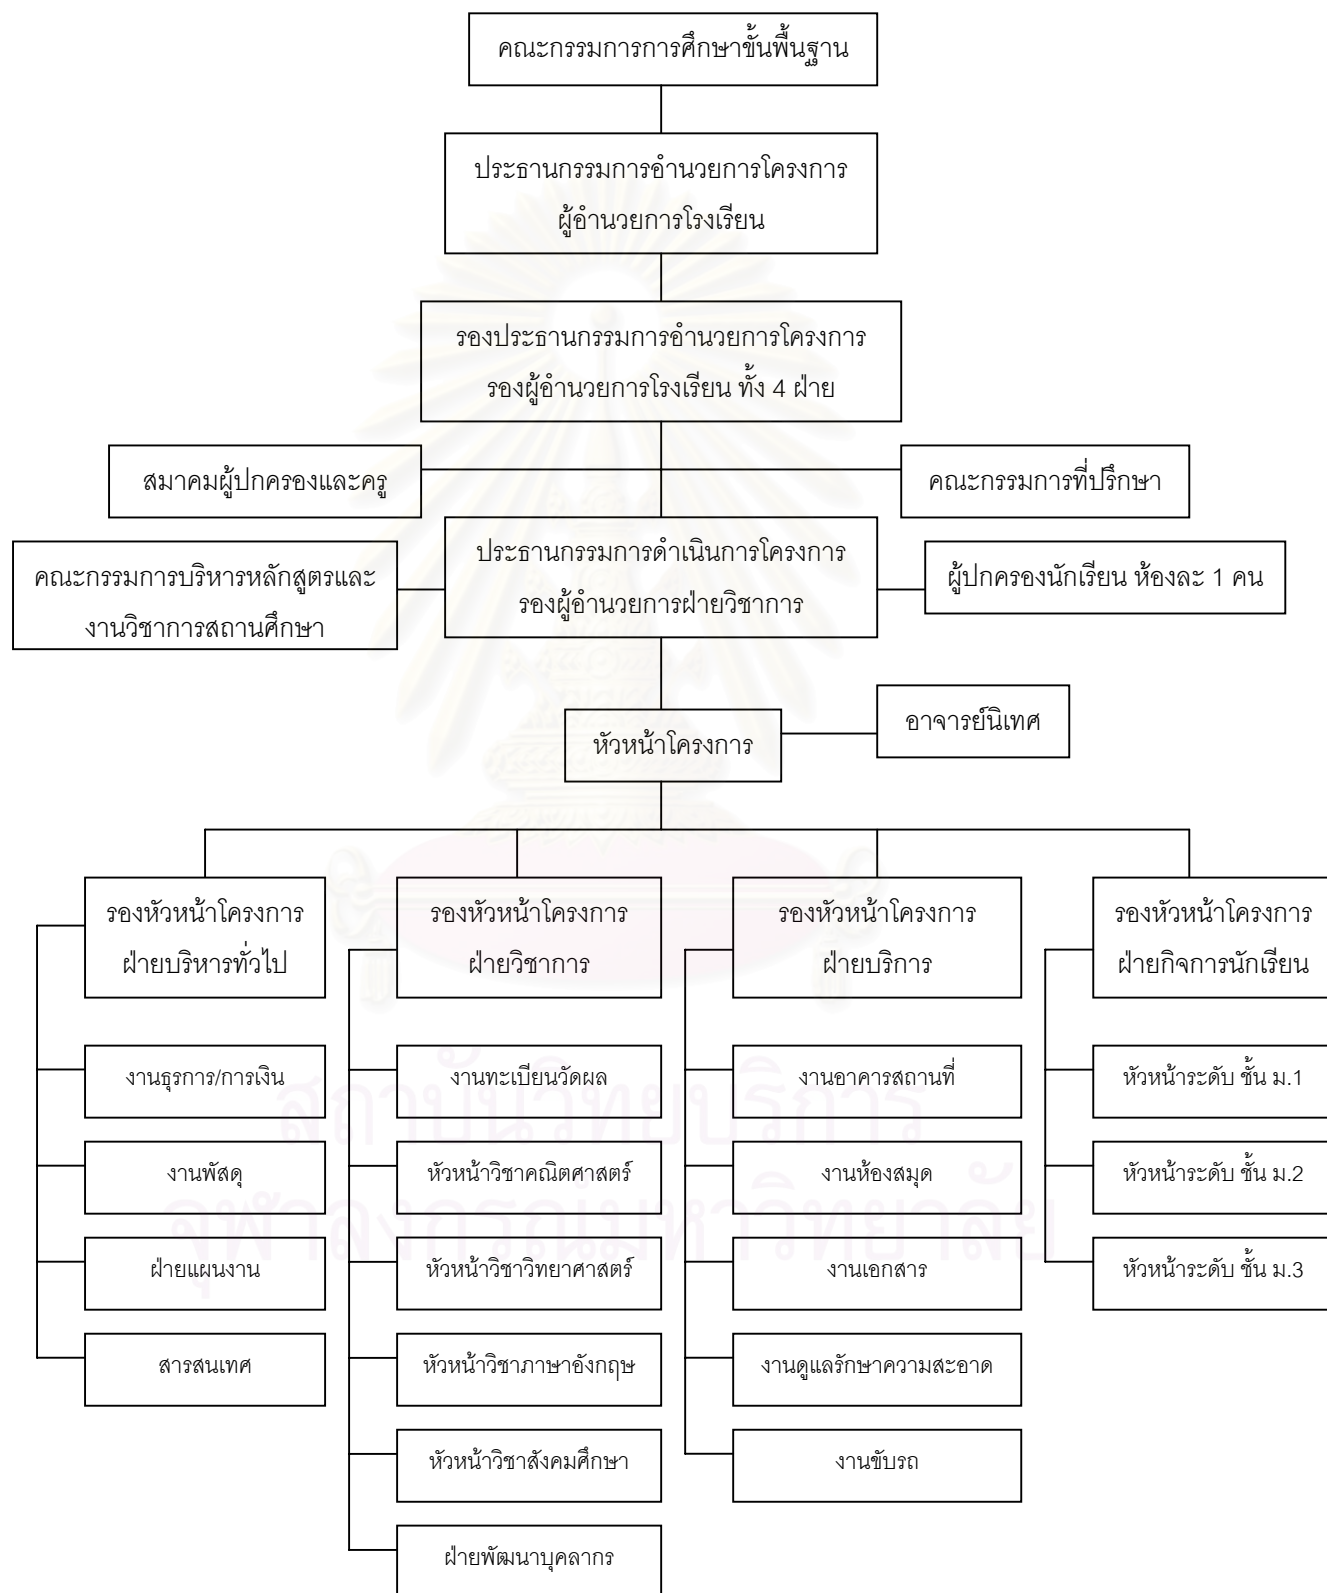 คณะกรรมการการศึกษาขั้นพื้นฐาน
ประธานกรรมการอำนวยการโครงการ
ผู้อำนวยการโรงเรียน
รองประธานกรรมการอำนวยการโครงการ
รองผู้อำนวยการโรงเรียน ทั้ง 4 ฝ่าย
สมาคมผู้ปกครองและครู
คณะกรรมการที่ปรึกษา
คณะกรรมการบริหารหลักสูตรและ
งานวิชาการสถานศึกษา
ประธานกรรมการดำเนินการโครงการ
รองผู้อำนวยการฝ่ายวิชาการ
ผู้ปกครองนักเรียน ห้องละ 1 คน
หัวหน้าโครงการ
อาจารย์นิเทศ
รองหัวหน้าโครงการ
ฝ่ายบริหารทั่วไป
งานธุรการ/การเงิน
งานพัสดุ
ฝ่ายแผนงาน
สารสนเทศ
รองหัวหน้าโครงการ
ฝ่ายวิชาการ
งานทะเบียนวัดผล
หัวหน้าวิชาคณิตศาสตร์
หัวหน้าวิชาวิทยาศาสตร์
หัวหน้าวิชาภาษาอังกฤษ
หัวหน้าวิชาสังคมศึกษา
ฝ่ายพัฒนาบุคลากร
รองหัวหน้าโครงการ
ฝ่ายบริการ
งานอาคารสถานที่
งานห้องสมุด
งานเอกสาร
งานดูแลรักษาความสะอาด
งานขับรถ
รองหัวหน้าโครงการ
ฝ่ายกิจการนักเรียน
หัวหน้าระดับ ชั้น ม.1
หัวหน้าระดับ ชั้น ม.2
หัวหน้าระดับ ชั้น ม.3
สถาบันวิทยบริการ
จุฬาลงกรณ์มหาวิทยาลัย